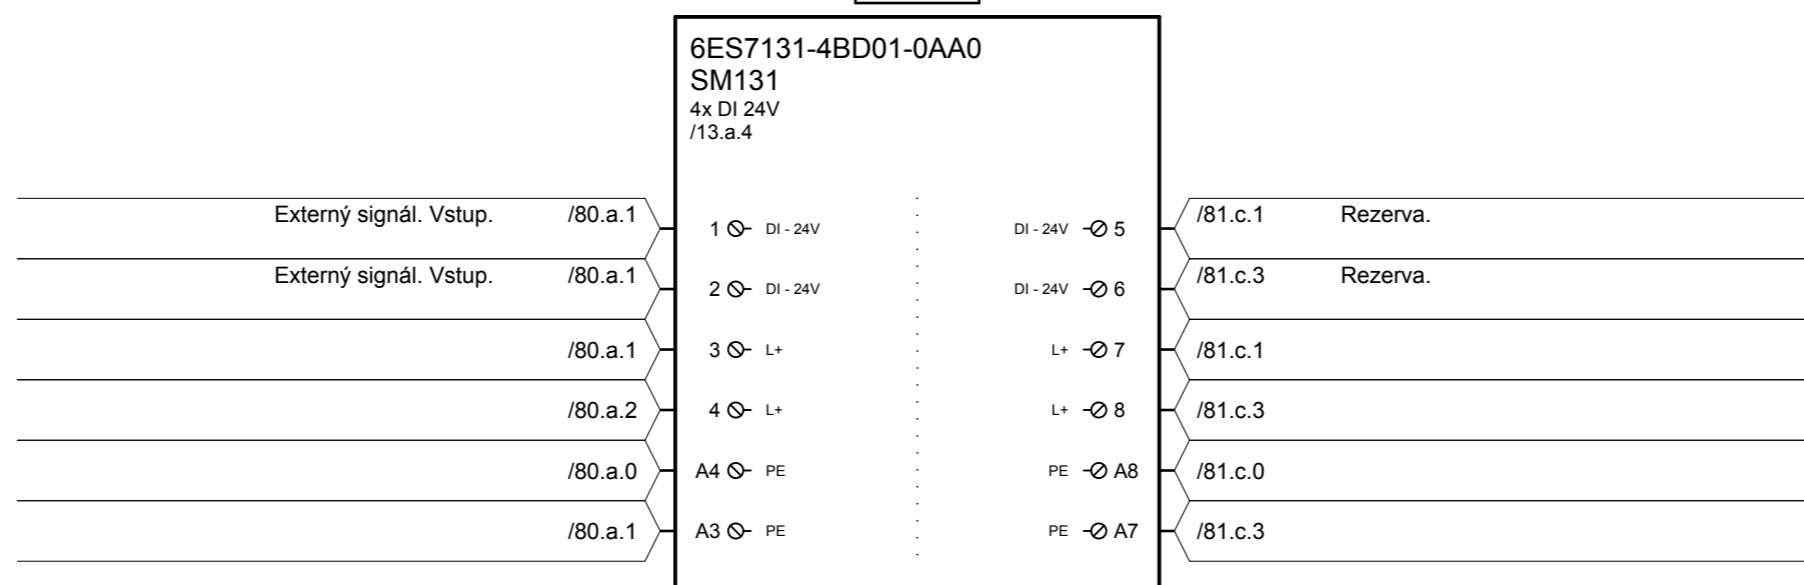 6ES7131-4BD01-0AA0
SM131
4x DI 24V
/13.a.4
Externý signál. Vstup. /80.a.1 1 DI - 24V DI - 24V 5 /81.c.1 Rezerva.
Externý signál. Vstup. /80.a.1 2 DI - 24V DI - 24V 6 /81.c.3 Rezerva.
/80.a.1 3 L+ L+ 7 /81.c.1
/80.a.2 4 L+ L+ 8 /81.c.3
/80.a.0 A4 PE PE A8 /81.c.0
/80.a.1 A3 PE PE A7 /81.c.3